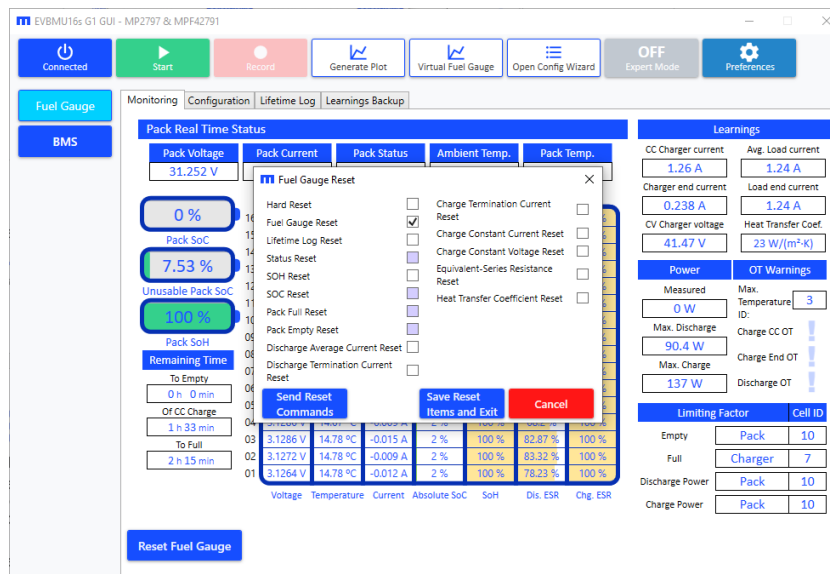 EVBMU16s G1 GUI - MP2797 & MPF42791
Connected
Start
Record
Generate Plot
Virtual Fuel Gauge
Open Config Wizard
OFF
Expert Mode
Preferences
Fuel Gauge
BMS
Monitoring Configuration Lifetime Log Learnings Backup
Pack Real Time Status
Pack Voltage Pack Current Pack Status Ambient Temp. Pack Temp.
31.252 V
0 %
Pack SoC
7.53 %
Unusable Pack SoC
100 %
Pack SoH
Remaining Time
To Empty
0 h 0 min
Of CC Charge
1 h 33 min
To Full
2 h 15 min
Fuel Gauge Reset
Hard Reset
Fuel Gauge Reset
Lifetime Log Reset
Status Reset
SOH Reset
SOC Reset
Pack Full Reset
Pack Empty Reset
Discharge Average Current Reset
Discharge Termination Current
Reset
Charge Termination Current
Reset
Charge Constant Current Reset
Charge Constant Voltage Reset
Equivalent-Series Resistance
Reset
Heat Transfer Coefficient Reset
Send Reset
Commands
Save Reset
Items and Exit
Cancel
03 3.1286 V 14.78 ºC -0.015 A 2 % 100 % 82.87 % 100 %
02 3.1272 V 14.78 ºC -0.009 A 2 % 100 % 83.32 % 100 %
01 3.1264 V 14.78 ºC -0.012 A 2 % 100 % 78.23 % 100 %
Voltage Temperature Current Absolute SoC SoH Dis. ESR Chg. ESR
Reset Fuel Gauge
Learnings
CC Charger current Avg. Load current
1.26 A 1.24 A
Charger end current Load end current
0.238 A 1.24 A
CV Charger voltage Heat Transfer Coef.
41.47 V 23 W/(m²·K)
Power
Measured
0 W
Max. Discharge
90.4 W
Max. Charge
137 W
OT Warnings
Max.
Temperature 3
ID:
Charge CC OT
Charge End OT
Discharge OT
Limiting Factor Cell ID
Empty Pack 10
Full Charger 7
Discharge Power Pack 10
Charge Power Pack 10